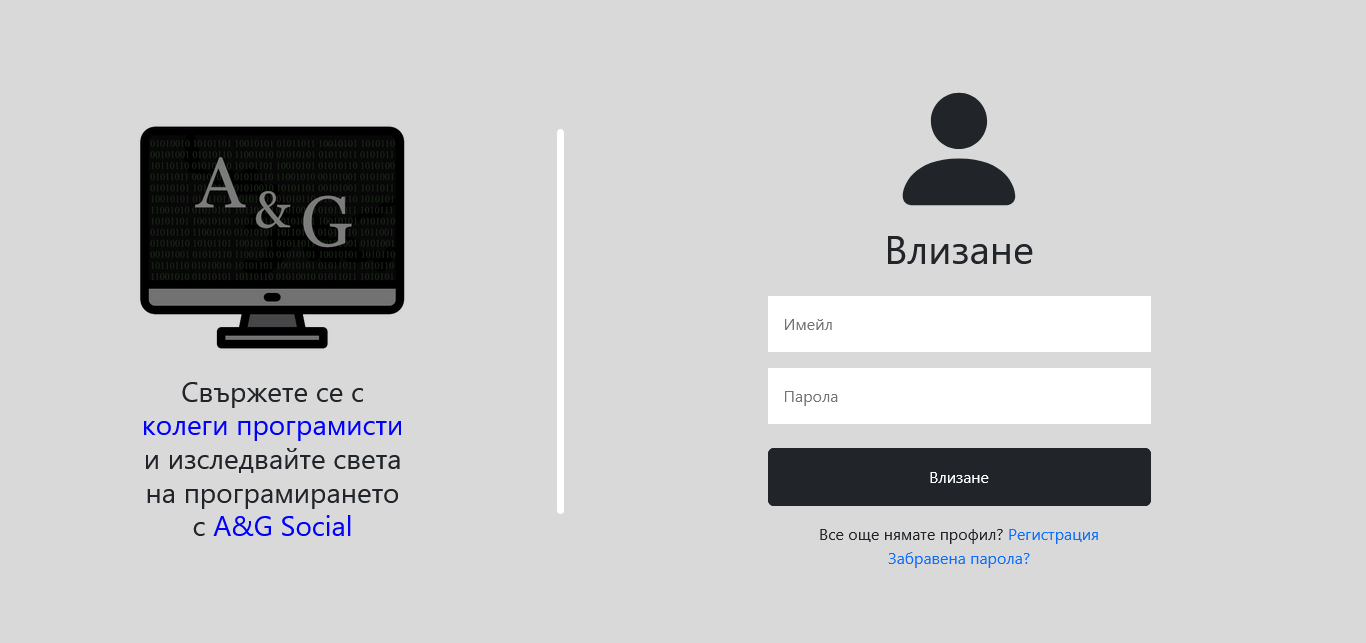 A&G
Свържете се с
колеги програмисти
и изследвайте света
на програмирането
с A&G Social
Влизане
Имейл
Парола
Влизане
Все още нямате профил? Регистрация
Забравена парола?